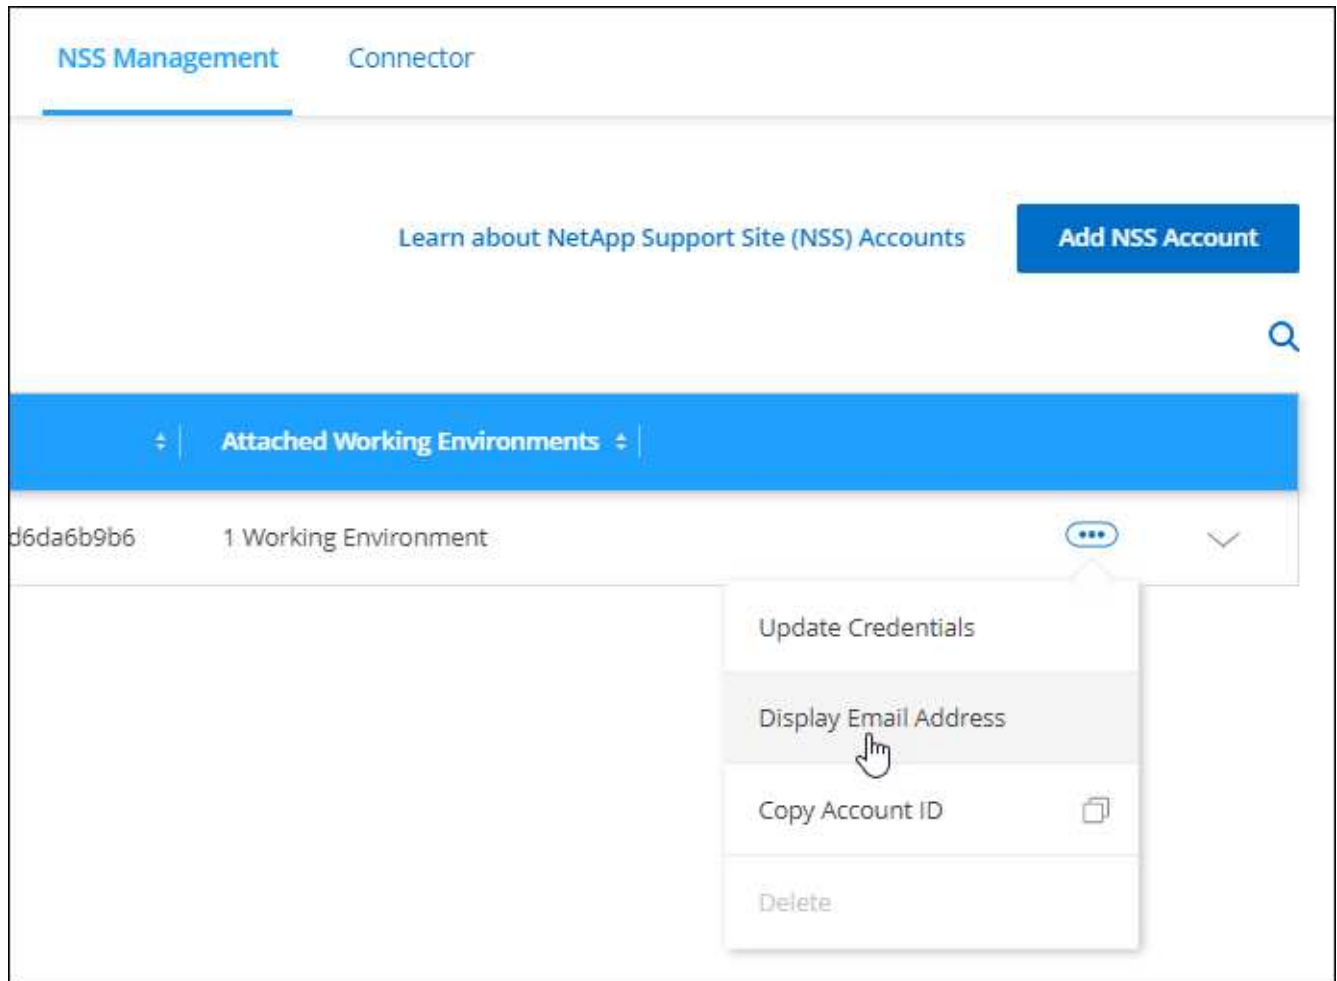 NSS Management Connector
Learn about NetApp Support Site (NSS) Accounts Add NSS Account
Attached Working Environments
d6da6b9b6 1 Working Environment
Update Credentials
Display Email Address
Copy Account ID
Delete